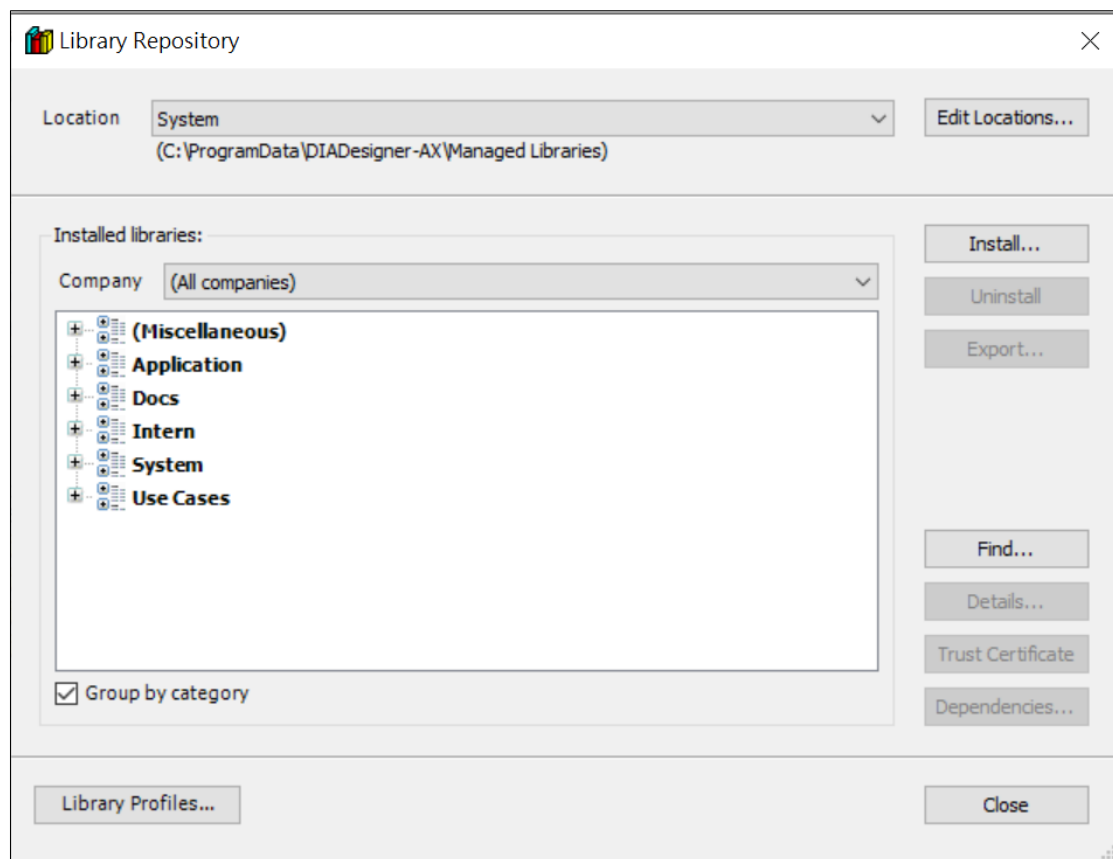 Library Repository
Location
System
Edit Locations...
(C:\ProgramData\DIADesigner-AX\Managed Libraries)
Installed libraries:
Company
(All companies)
(Miscellaneous)
Application
Docs
Intern
System
Use Cases
Group by category
Install...
Uninstall
Export...
Find...
Details...
Trust Certificate
Dependencies...
Library Profiles...
Close